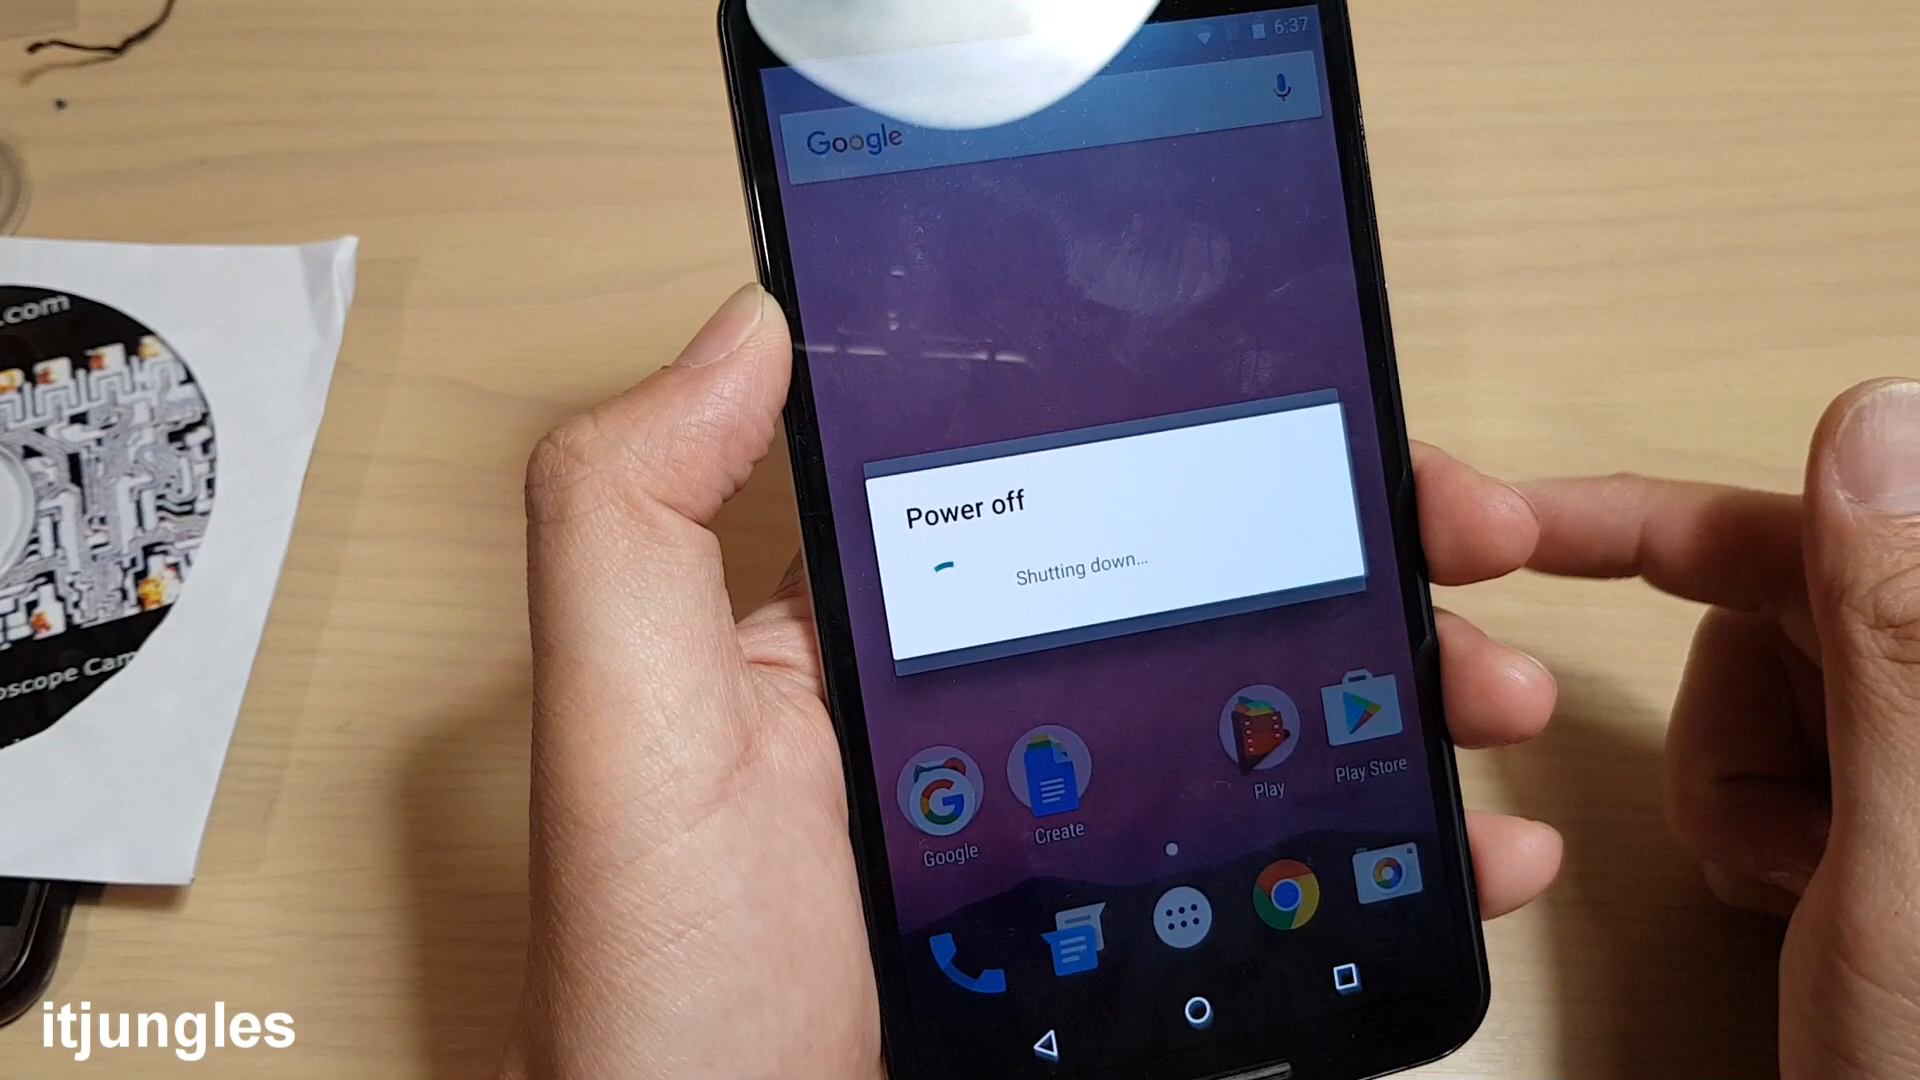 6:37
Google
.com
Power off
Shutting down...
oscope Cam
Play Store
Play
Create
Google
itjungles